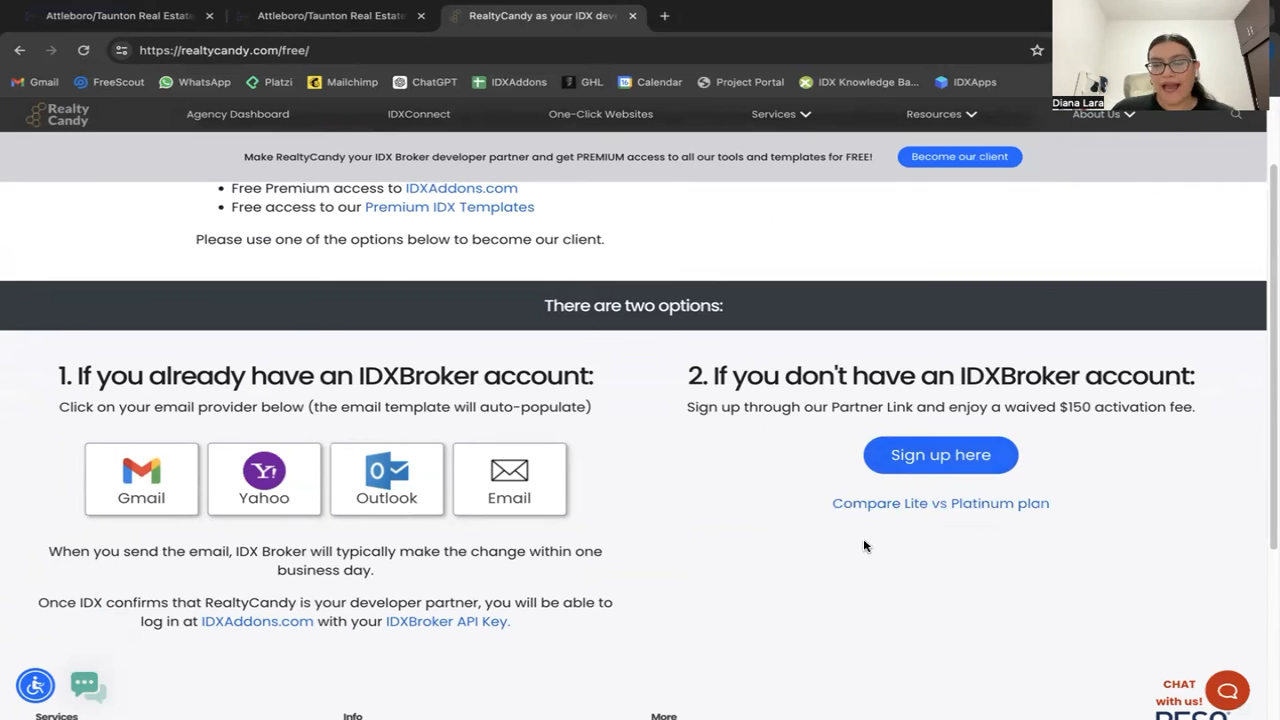 Attleboro/Taunton Real Estate
Attleboro/Taunton Real Estate
RealtyCandy as your IDX dev
https://realtycandy.com/free/
Gmail
FreeScout
WhatsApp
Platzi
Mailchimp
ChatGPT
IDXAddons
GHL
Calendar
Project Portal
IDX Knowledge Ba...
IDXApps
Diana Lara
Realty
Candy
Agency Dashboard
IDXConnect
One-Click Websites
Services
Resources
About Us
Make RealtyCandy your IDX Broker developer partner and get PREMIUM access to all our tools and templates for FREE!
Become our client
• Free Premium access to IDXAddons.com
• Free access to our Premium IDX Templates
Please use one of the options below to become our client.
There are two options:
1. If you already have an IDXBroker account:
Click on your email provider below (the email template will auto-populate)
Gmail
Yahoo
Outlook
Email
When you send the email, IDX Broker will typically make the change within one
business day.
Once IDX confirms that RealtyCandy is your developer partner, you will be able to
log in at IDXAddons.com with your IDXBroker API Key.
2. If you don't have an IDXBroker account:
Sign up through our Partner Link and enjoy a waived $150 activation fee.
Sign up here
Compare Lite vs Platinum plan
CHAT
with us!
Services
Info
More